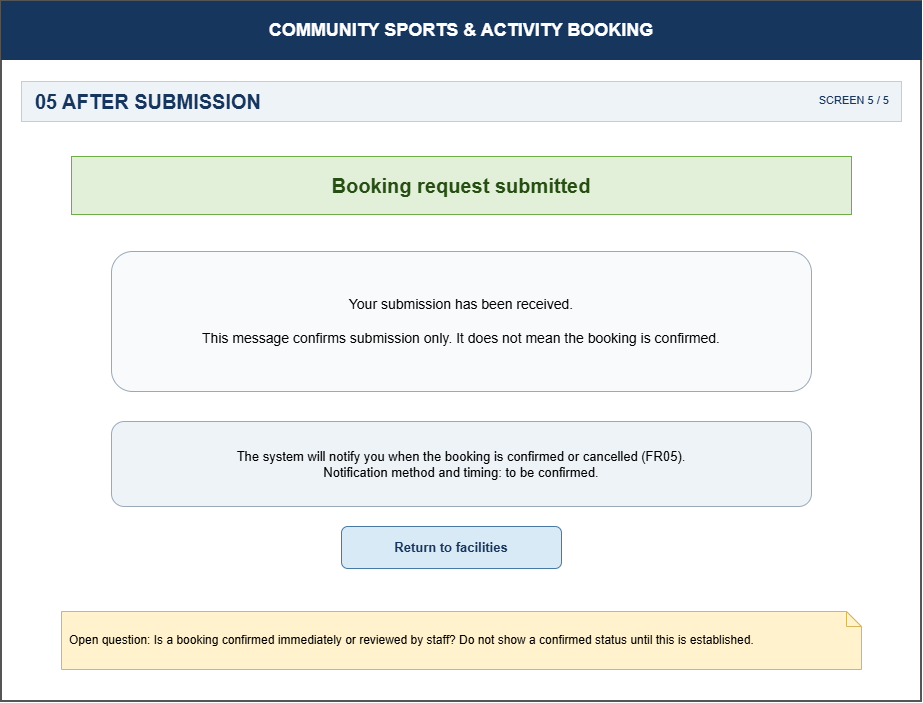 COMMUNITY SPORTS & ACTIVITY BOOKING
05 AFTER SUBMISSION
SCREEN 5 / 5
Booking request submitted
Your submission has been received.
This message confirms submission only. It does not mean the booking is confirmed.
The system will notify you when the booking is confirmed or cancelled (FR05).
Notification method and timing: to be confirmed.
Return to facilities
Open question: Is a booking confirmed immediately or reviewed by staff? Do not show a confirmed status until this is established.